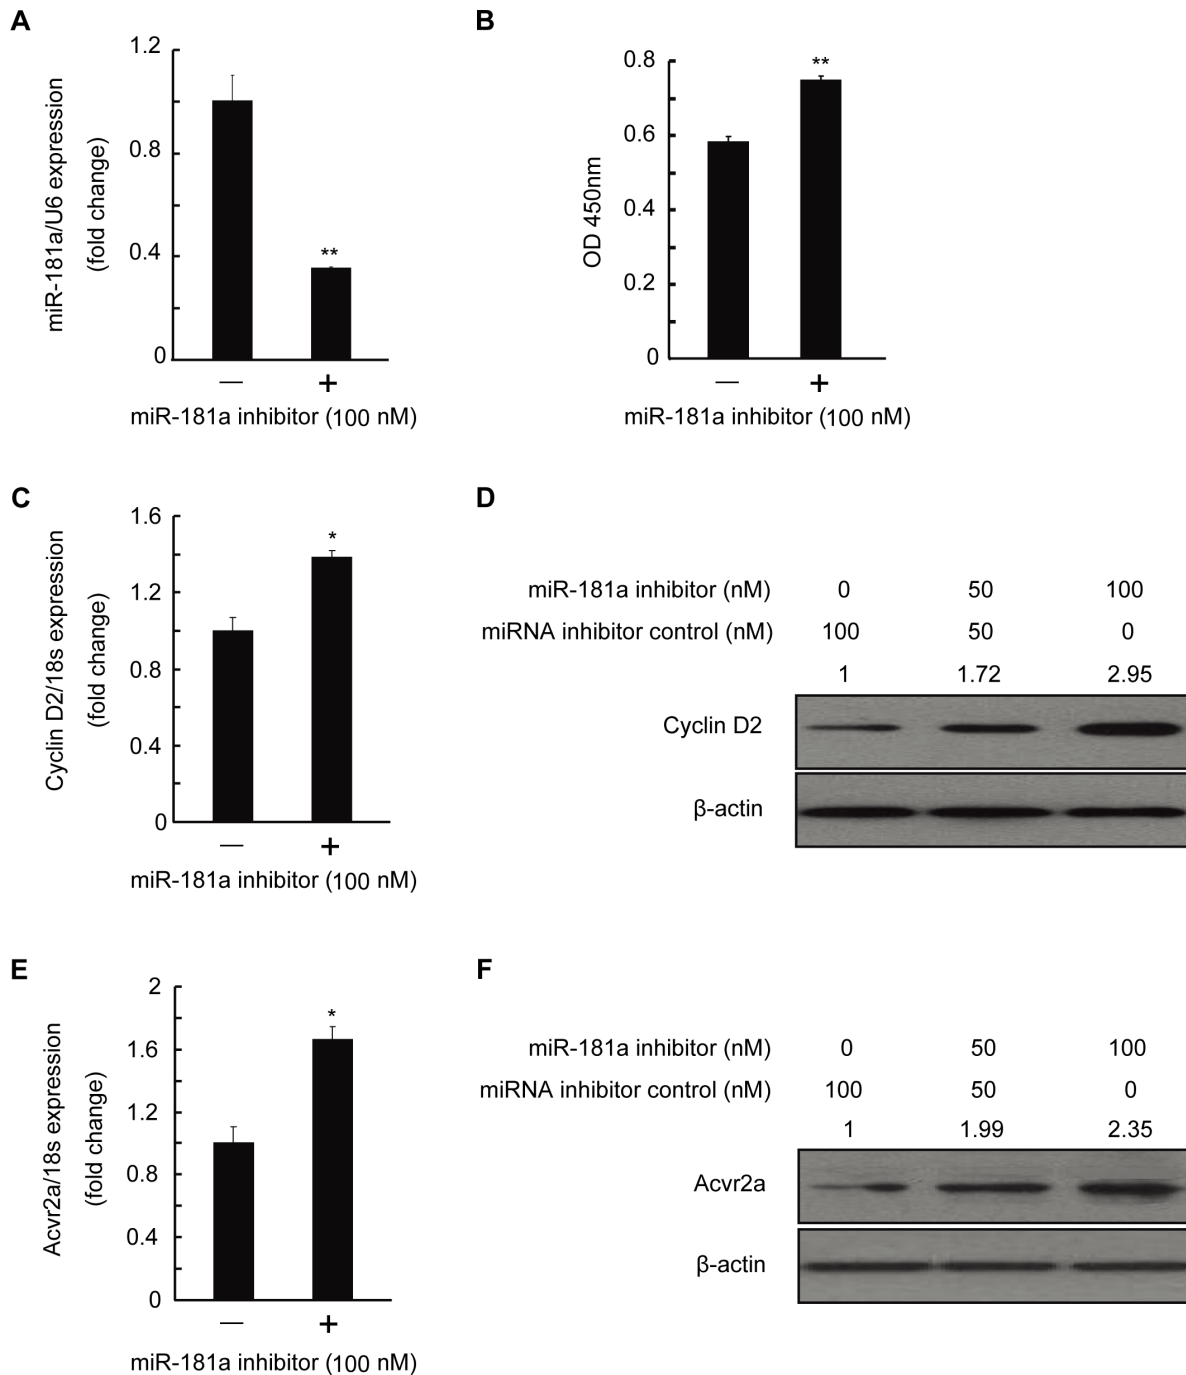 A
miR-181a/U6 expression
(fold change)
1.2
0.8
0.4
0
**
— +
miR-181a inhibitor (100 nM)
B
OD 450nm
0.8
0.6
0.4
0.2
0
**
— +
miR-181a inhibitor (100 nM)
C
Cyclin D2/18s expression
(fold change)
1.6
1.2
0.8
0.4
0
*
— +
miR-181a inhibitor (100 nM)
D
miR-181a inhibitor (nM) 0 50 100
miRNA inhibitor control (nM) 100 50 0
1 1.72 2.95
Cyclin D2
β-actin
E
Acvr2a/18s expression
(fold change)
2
1.6
1.2
0.8
0.4
0
*
— +
miR-181a inhibitor (100 nM)
F
miR-181a inhibitor (nM) 0 50 100
miRNA inhibitor control (nM) 100 50 0
1 1.99 2.35
Acvr2a
β-actin